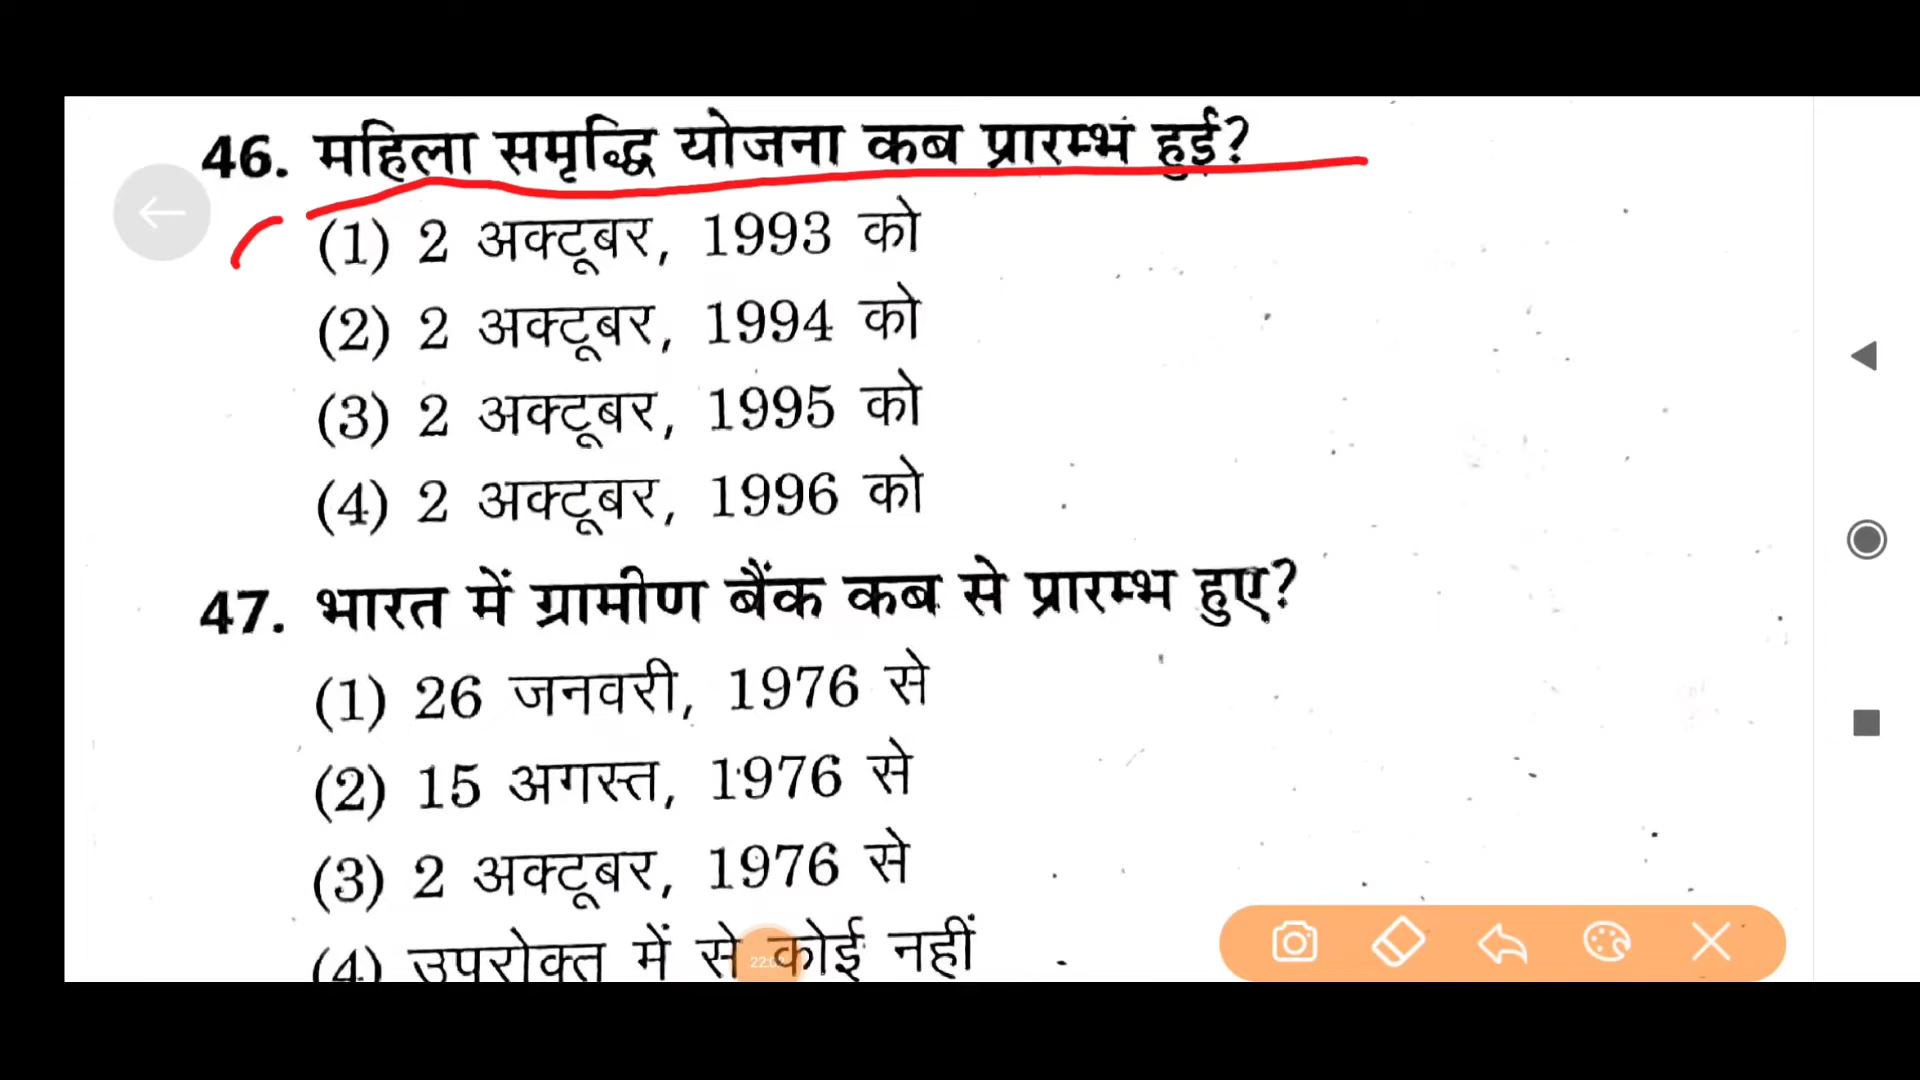 46. महिला समृद्धि योजना कब प्रारम्भ हुई?
(1) 2 अक्टूबर, 1993 को
(2) 2 अक्टूबर, 1994 को
(3) 2 अक्टूबर, 1995 को
(4) 2 अक्टूबर, 1996 को
47. भारत में ग्रामीण बैंक कब से प्रारम्भ हुए?
(1) 26 जनवरी, 1976 से
(2) 15 अगस्त, 1976 से
(3) 2 अक्टूबर, 1976 से
(4) उपरोक्त में से कोई नहीं